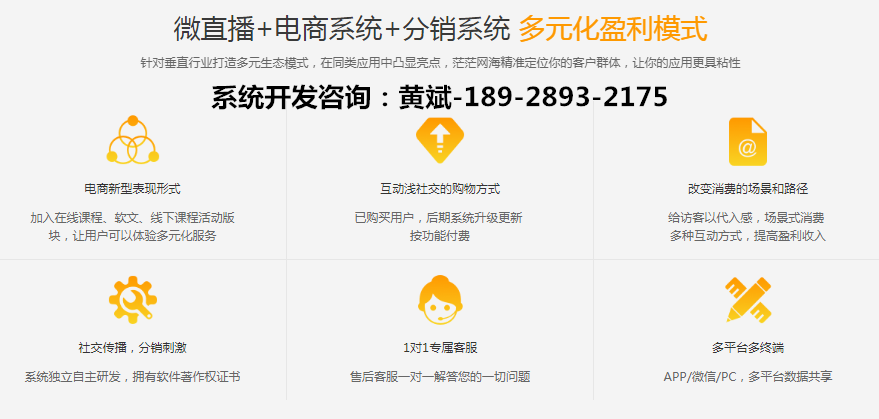 微直播+电商系统+分销系统 多元化盈利模式
针对垂直行业打造多元生态模式，在同类应用中凸显亮点，茫茫网海精准定位你的客户群体，让你的应用更具粘性
系统开发咨询：黄斌-189-2893-2175
电商新型表现形式
加入在线课程、软文、线下课程活动版
块，让用户可以体验多元化服务
互动浅社交的购物方式
已购买用户，后期系统升级更新
按功能付费
@
改变消费的场景和路径
给访客以代入感，场景式消费
多种互动方式，提高盈利收入
社交传播，分销刺激
系统独立自主研发，拥有软件著作权证书
1对1专属客服
售后客服一对一解答您的一切问题
多平台多终端
APP/微信/PC，多平台数据共享